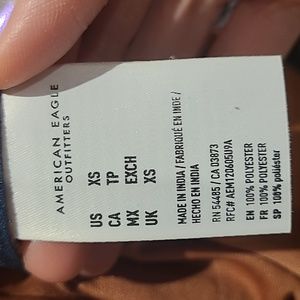 AMERICAN EAGLE
OUTFITTERS
US XS
CA TP
MX EXCH
UK XS
MADE IN INDIA / FABRIQUÉ EN INDE /
HECHO EN INDIA
RN 54485 / CA 03873
RFC# AEM120605U9A
EN 100% POLYESTER
FR 100% POLYESTER
SP 100% poliéster